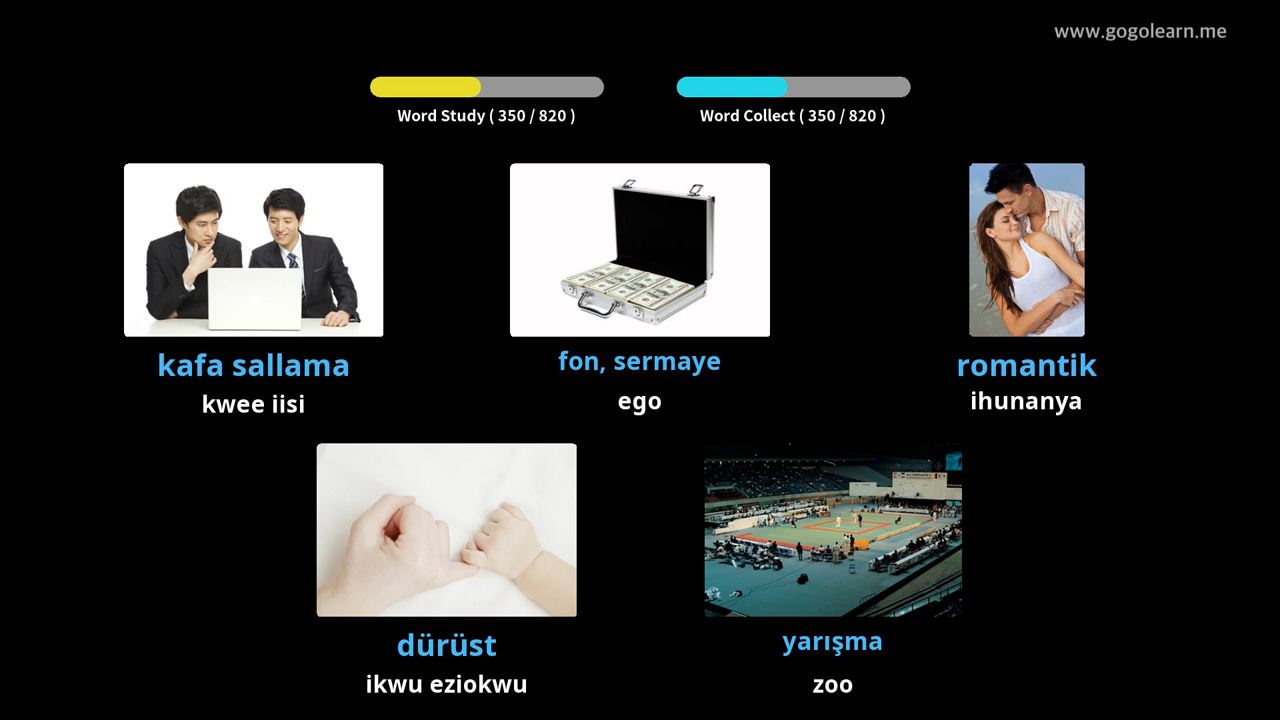 www.gogolearn.me
Word Study ( 350 / 820 )
Word Collect ( 350 / 820 )
kafa sallama
kwee iisi
fon, sermaye
ego
romantik
ihunanya
dürüst
ikwu eziokwu
yarışma
zoo